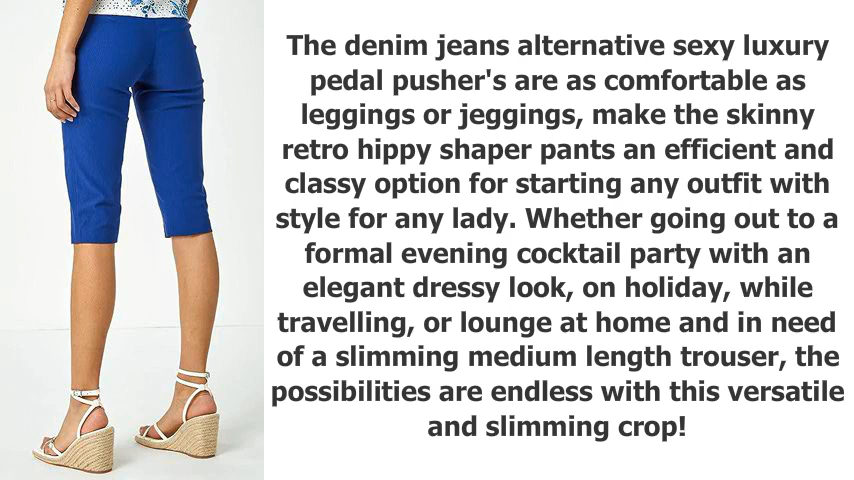 The denim jeans alternative sexy luxury
pedal pusher's are as comfortable as
leggings or jeggings, make the skinny
retro hippy shaper pants an efficient and
classy option for starting any outfit with
style for any lady. Whether going out to a
formal evening cocktail party with an
elegant dressy look, on holiday, while
travelling, or lounge at home and in need
of a slimming medium length trouser, the
possibilities are endless with this versatile
and slimming crop!